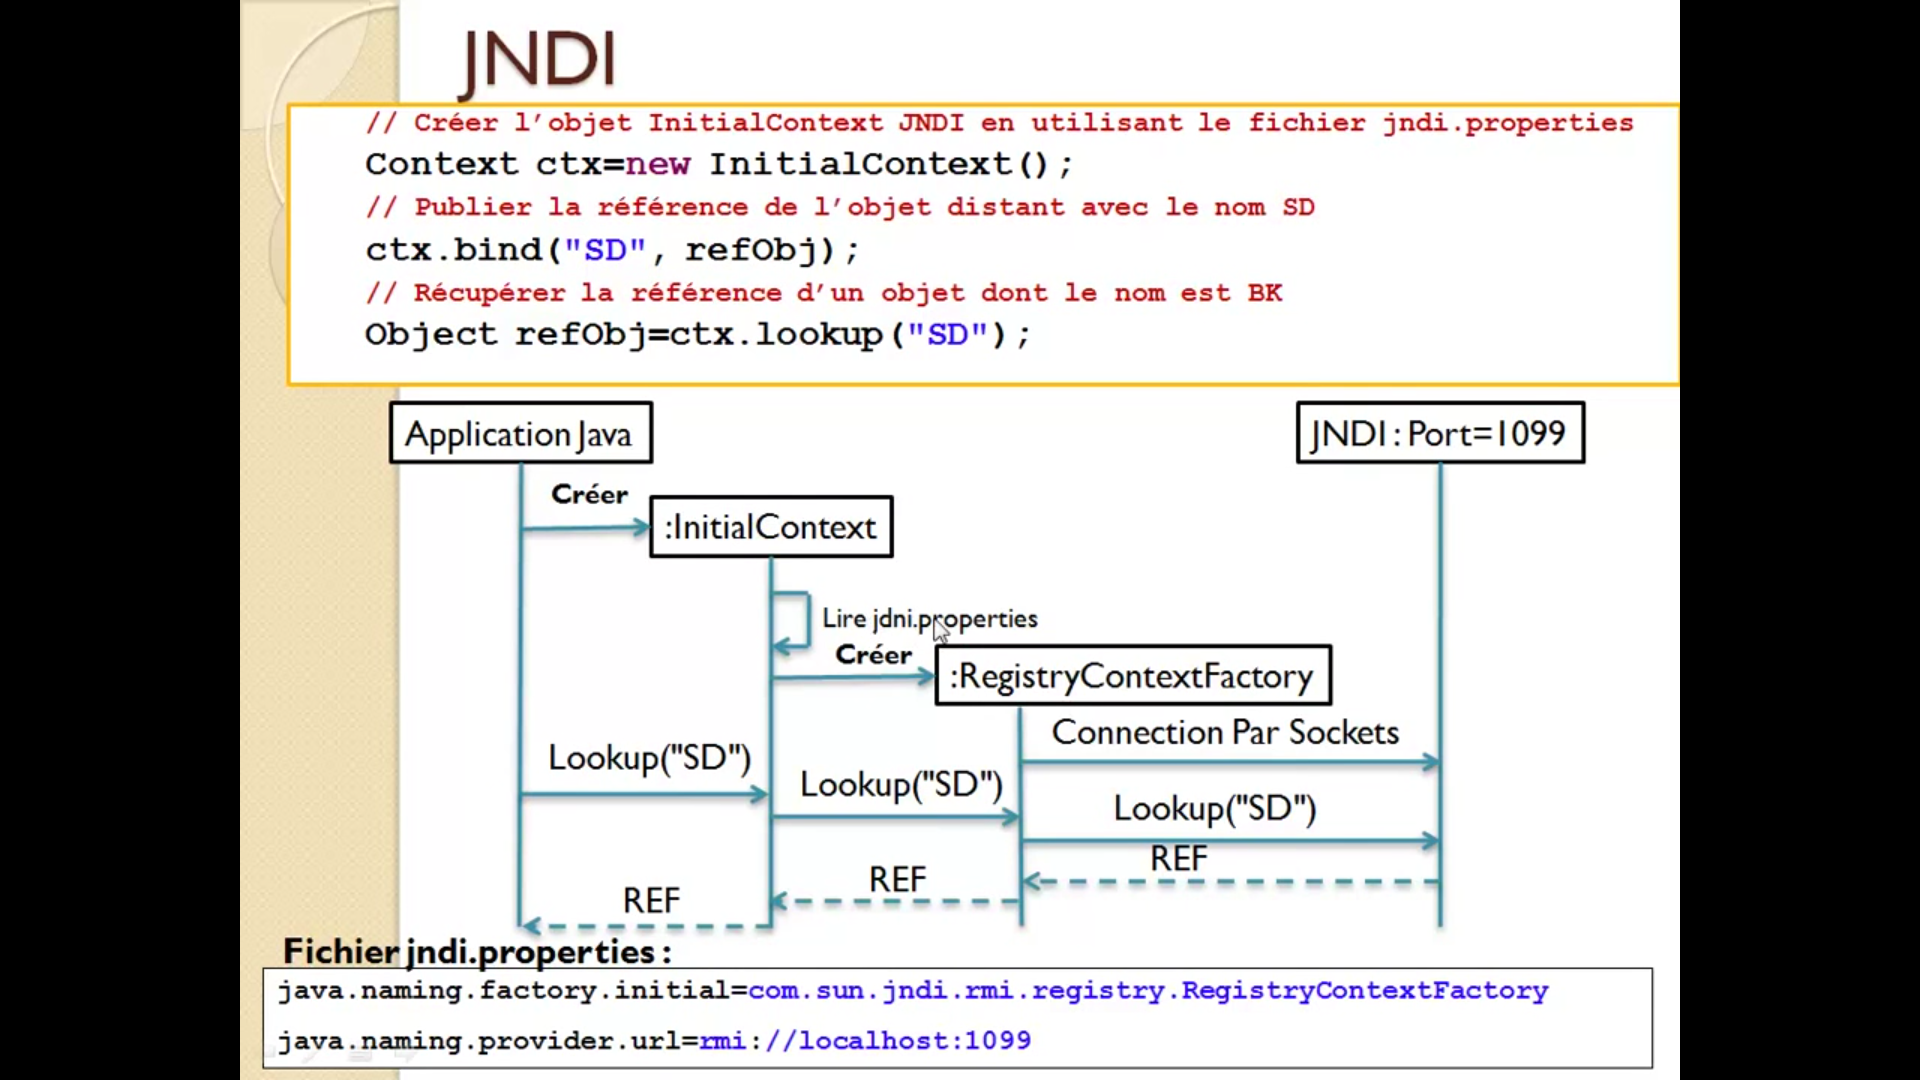 JNDI
// Créer l’objet InitialContext JNDI en utilisant le fichier jndi.properties
Context ctx=new InitialContext();
// Publier la référence de l’objet distant avec le nom SD
ctx.bind("SD", refObj);
// Récupérer la référence d’un objet dont le nom est BK
Object refObj=ctx.lookup("SD");
Application Java
JNDI : Port=1099
Créer
:InitialContext
Lire jdni.properties
Créer
:RegistryContextFactory
Connection Par Sockets
Lookup("SD")
Lookup("SD")
Lookup("SD")
REF
REF
REF
Fichier jndi.properties :
java.naming.factory.initial=com.sun.jndi.rmi.registry.RegistryContextFactory
java.naming.provider.url=rmi://localhost:1099